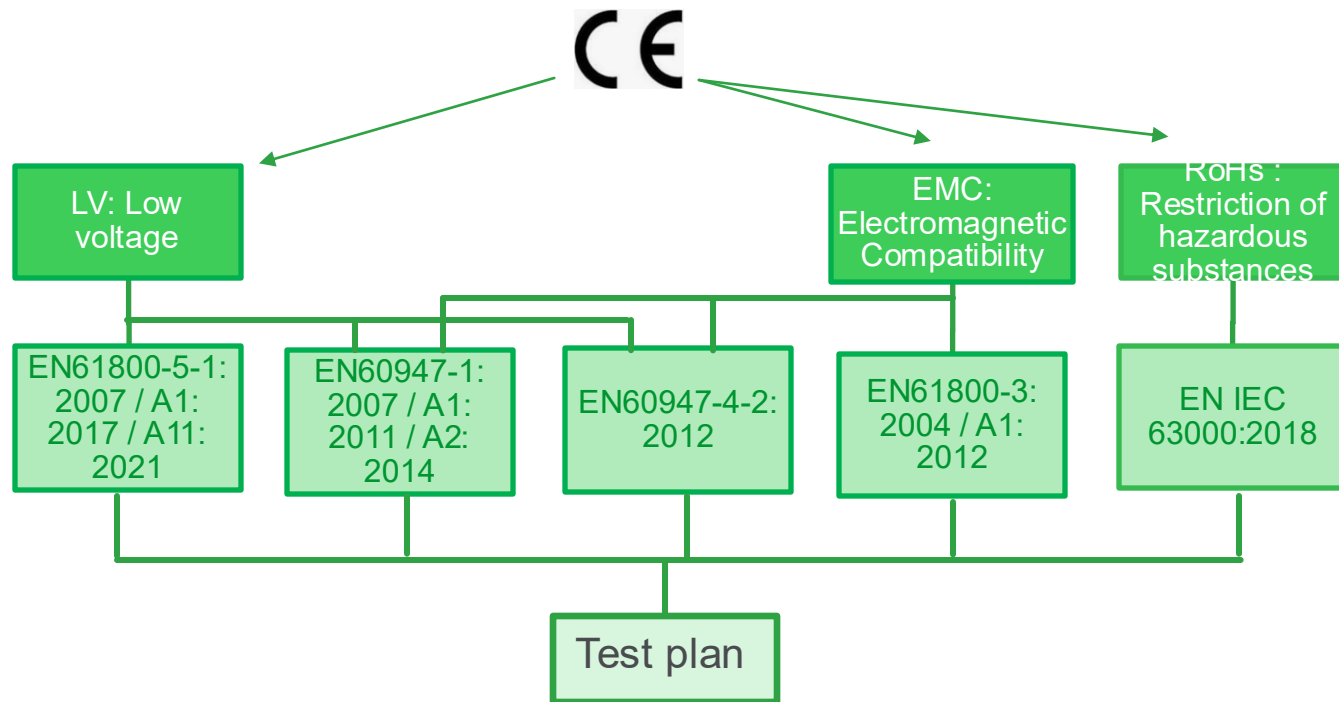 CE
LV: Low
voltage
EMC:
Electromagnetic
Compatibility
RoHs :
Restriction of
hazardous
substances
EN61800-5-1:
2007 / A1:
2017 / A11:
2021
EN60947-1:
2007 / A1:
2011 / A2:
2014
EN60947-4-2:
2012
EN61800-3:
2004 / A1:
2012
EN IEC
63000:2018
Test plan